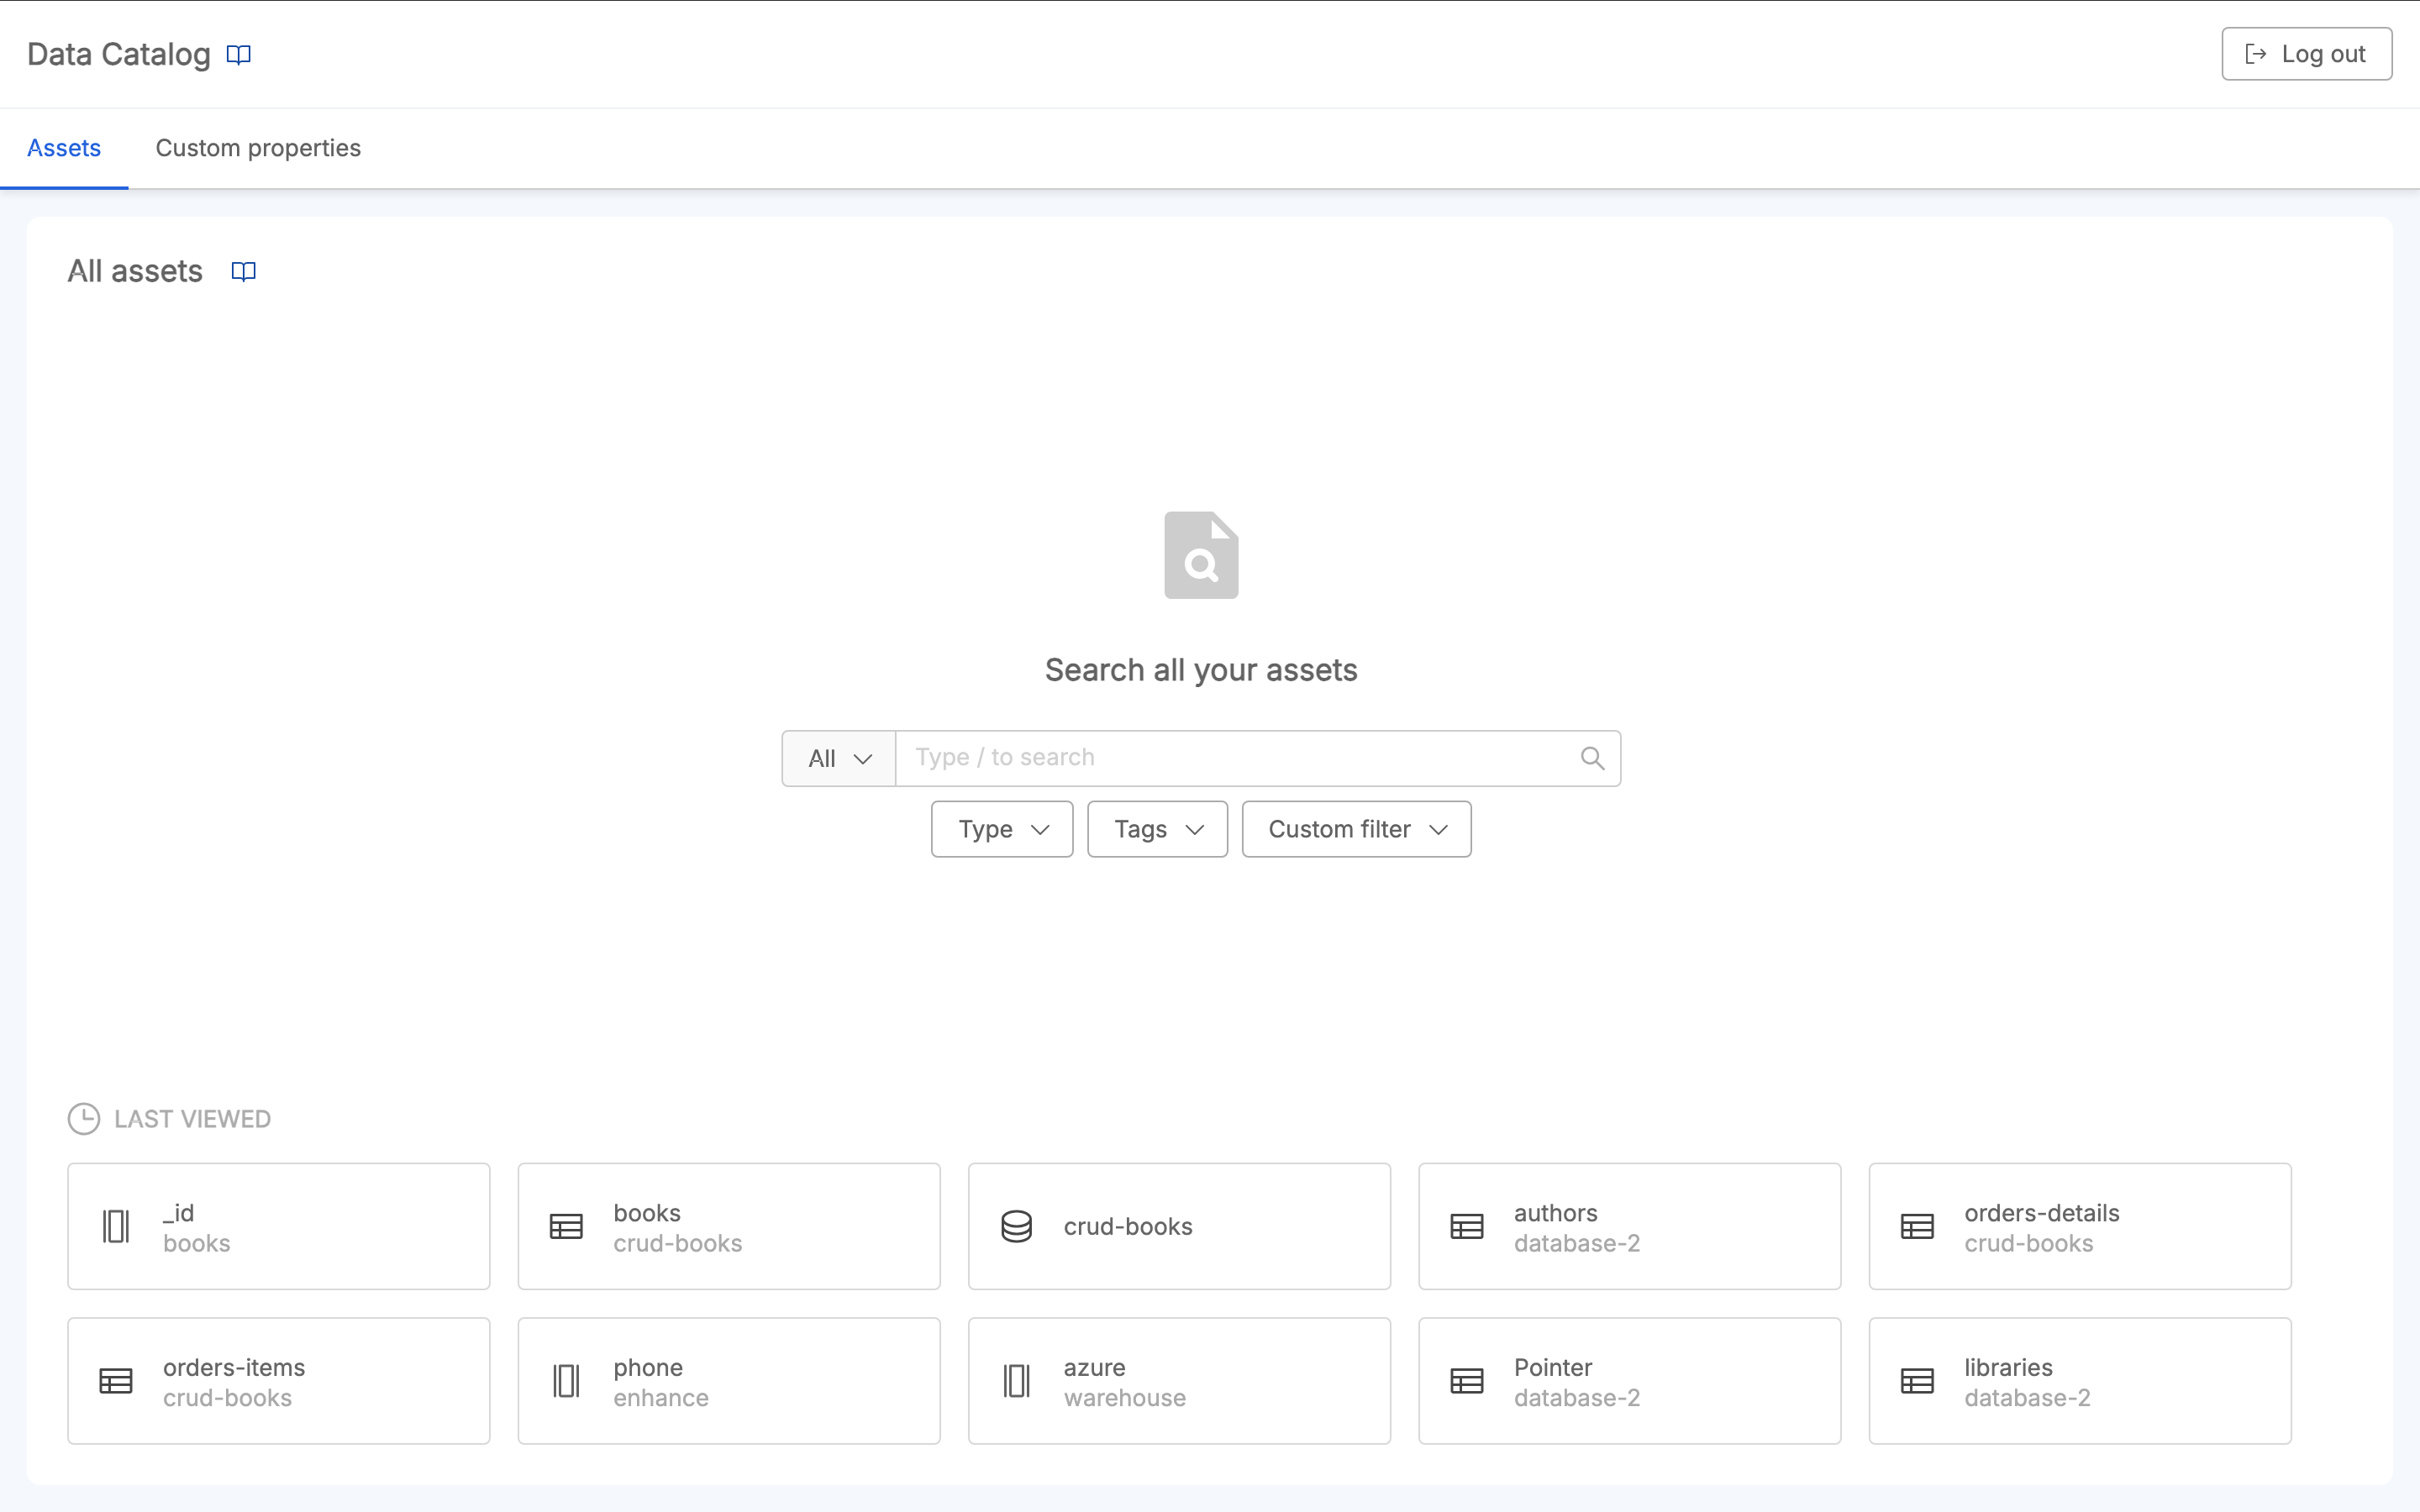 Data Catalog
Log out
Assets
Custom properties
All assets
Search all your assets
All
Type / to search
Type
Tags
Custom filter
LAST VIEWED
_id
books
books
crud-books
crud-books
authors
database-2
orders-details
crud-books
orders-items
crud-books
phone
enhance
azure
warehouse
Pointer
database-2
libraries
database-2